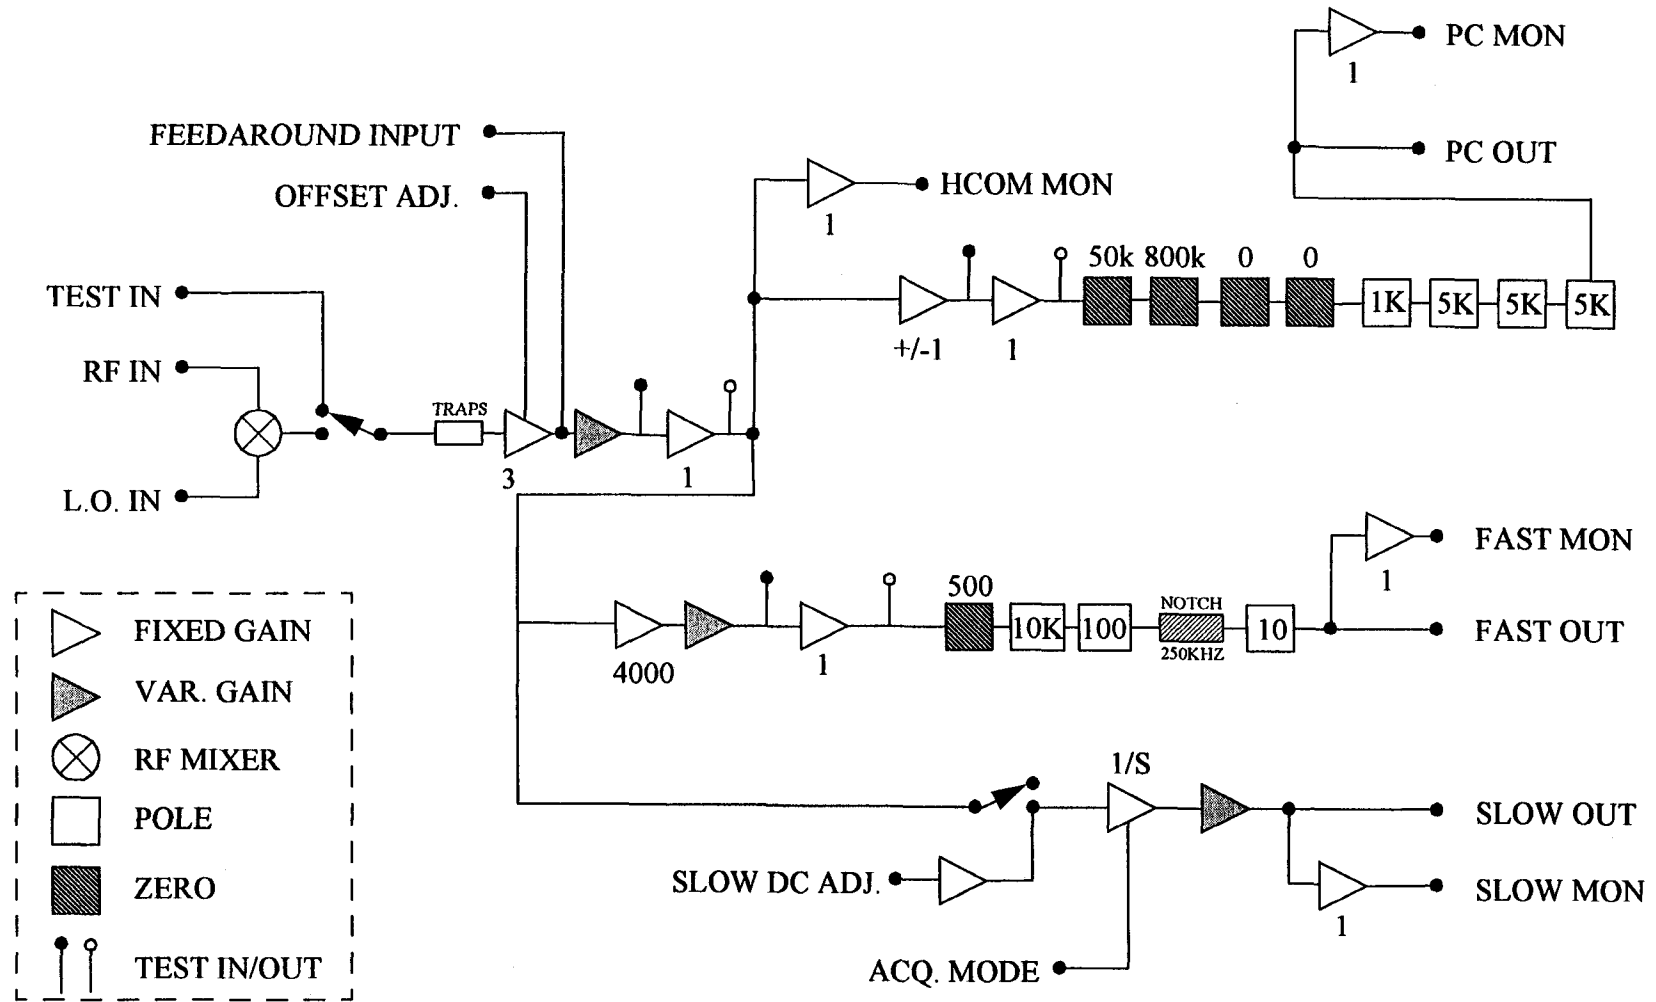 PC MON
1
FEEDAROUND INPUT
PC OUT
OFFSET ADJ.
HCOM MON
1
50k 800k 0 0
TEST IN
1K 5K 5K 5K
+/-1 1
RF IN
TRAPS
3 1
L.O. IN
FAST MON
1
500
NOTCH
10K 100 10
250KHZ
FAST OUT
4000 1
FIXED GAIN
VAR. GAIN
RF MIXER
POLE
ZERO
TEST IN/OUT
1/S
SLOW OUT
SLOW DC ADJ.
SLOW MON
1
ACQ. MODE